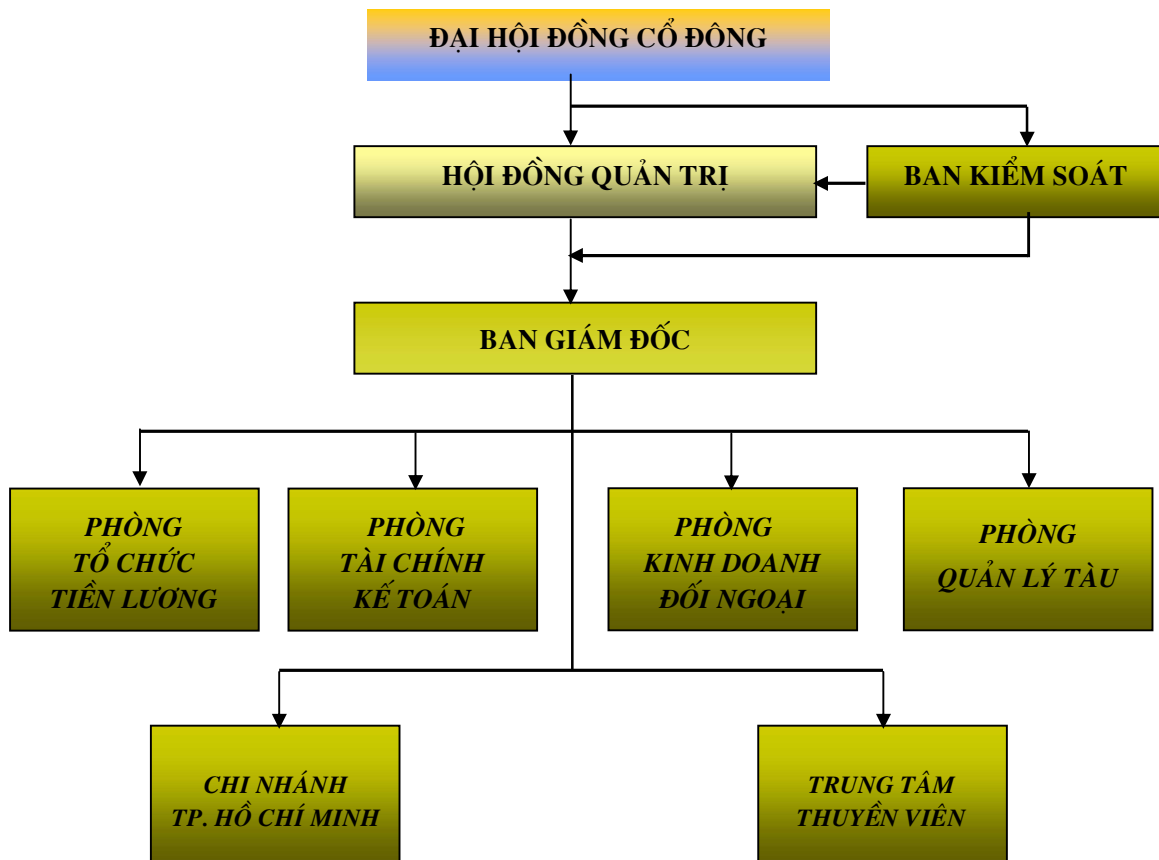 ĐẠI HỘI ĐỒNG CỔ ĐÔNG
HỘI ĐỒNG QUẢN TRỊ
BAN KIỂM SOÁT
BAN GIÁM ĐỐC
PHÒNG
TỔ CHỨC
TIỀN LƯƠNG
PHÒNG
TÀI CHÍNH
KẾ TOÁN
PHÒNG
KINH DOANH
ĐỐI NGOẠI
PHÒNG
QUẢN LÝ TÀU
CHI NHÁNH
TP. HỒ CHÍ MINH
TRUNG TÂM
THUYỀN VIÊN